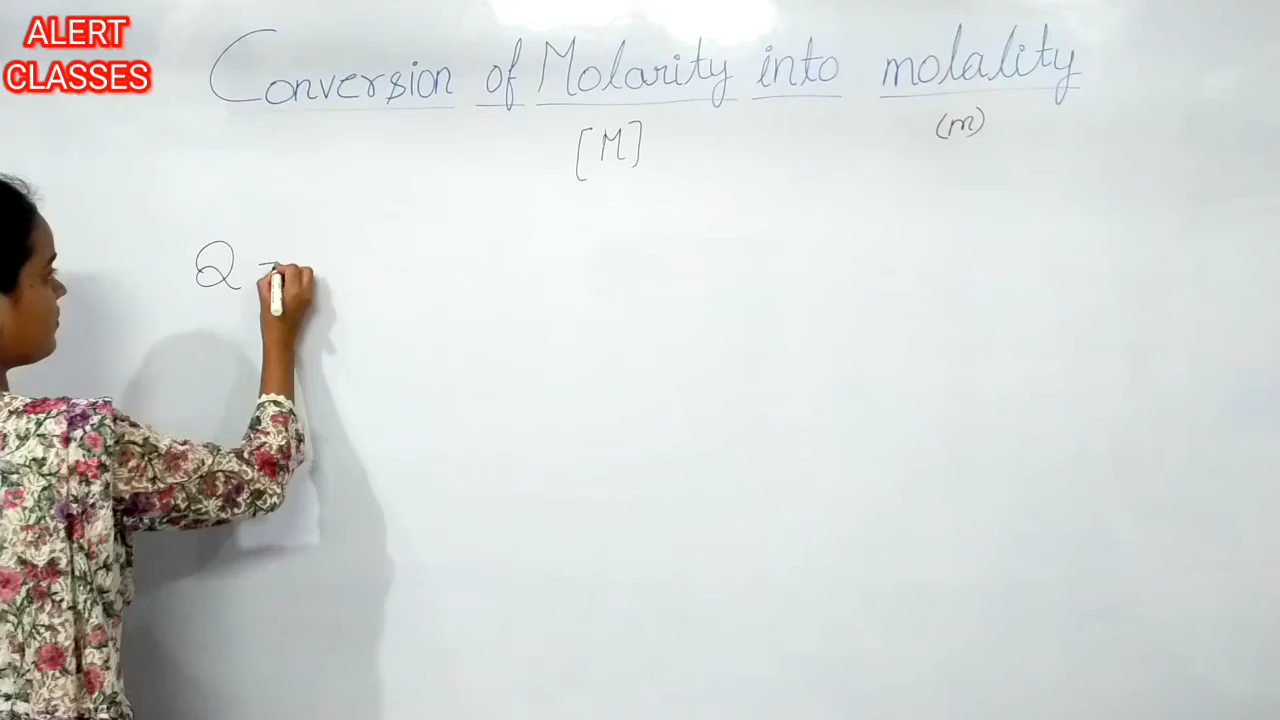 ALERT
CLASSES
Conversion of Molarity into molality
[M] (m)
Q